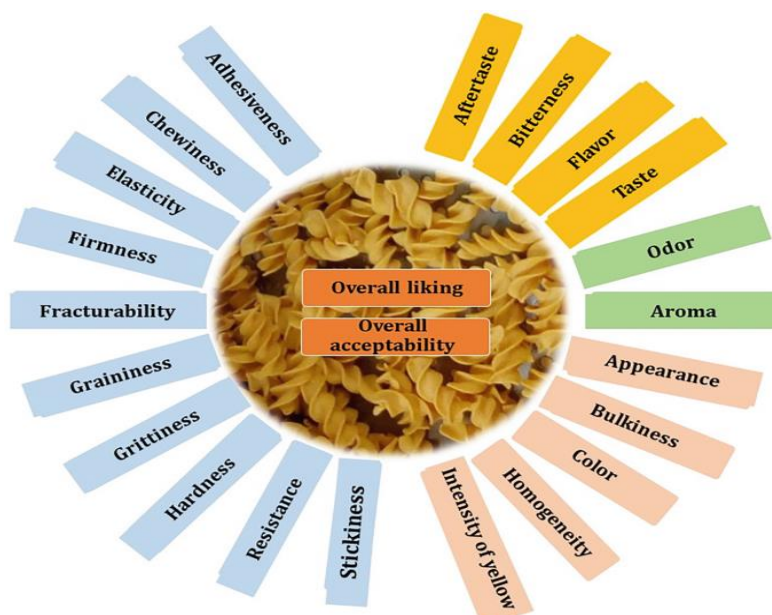 Adhesiveness
Chewiness
Elasticity
Firmness
Fracturability
Graininess
Grittiness
Hardness
Resistance
Stickiness
Overall liking
Overall
acceptability
Aftertaste
Bitterness
Flavor
Taste
Odor
Aroma
Appearance
Bulkiness
Color
Homogeneity
Intensity of yellow